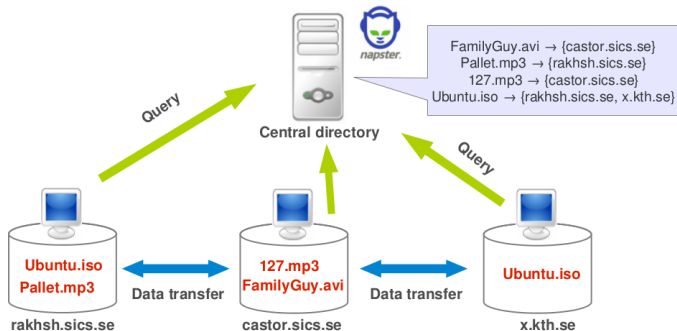 napster.
FamilyGuy.avi → {castor.sics.se}
Pallet.mp3 → {rakhsh.sics.se}
127.mp3 → {castor.sics.se}
Ubuntu.iso → {rakhsh.sics.se, x.kth.se}
Central directory
Query
Query
Ubuntu.iso
Pallet.mp3
127.mp3
FamilyGuy.avi
Ubuntu.iso
Data transfer
Data transfer
rakhsh.sics.se
castor.sics.se
x.kth.se